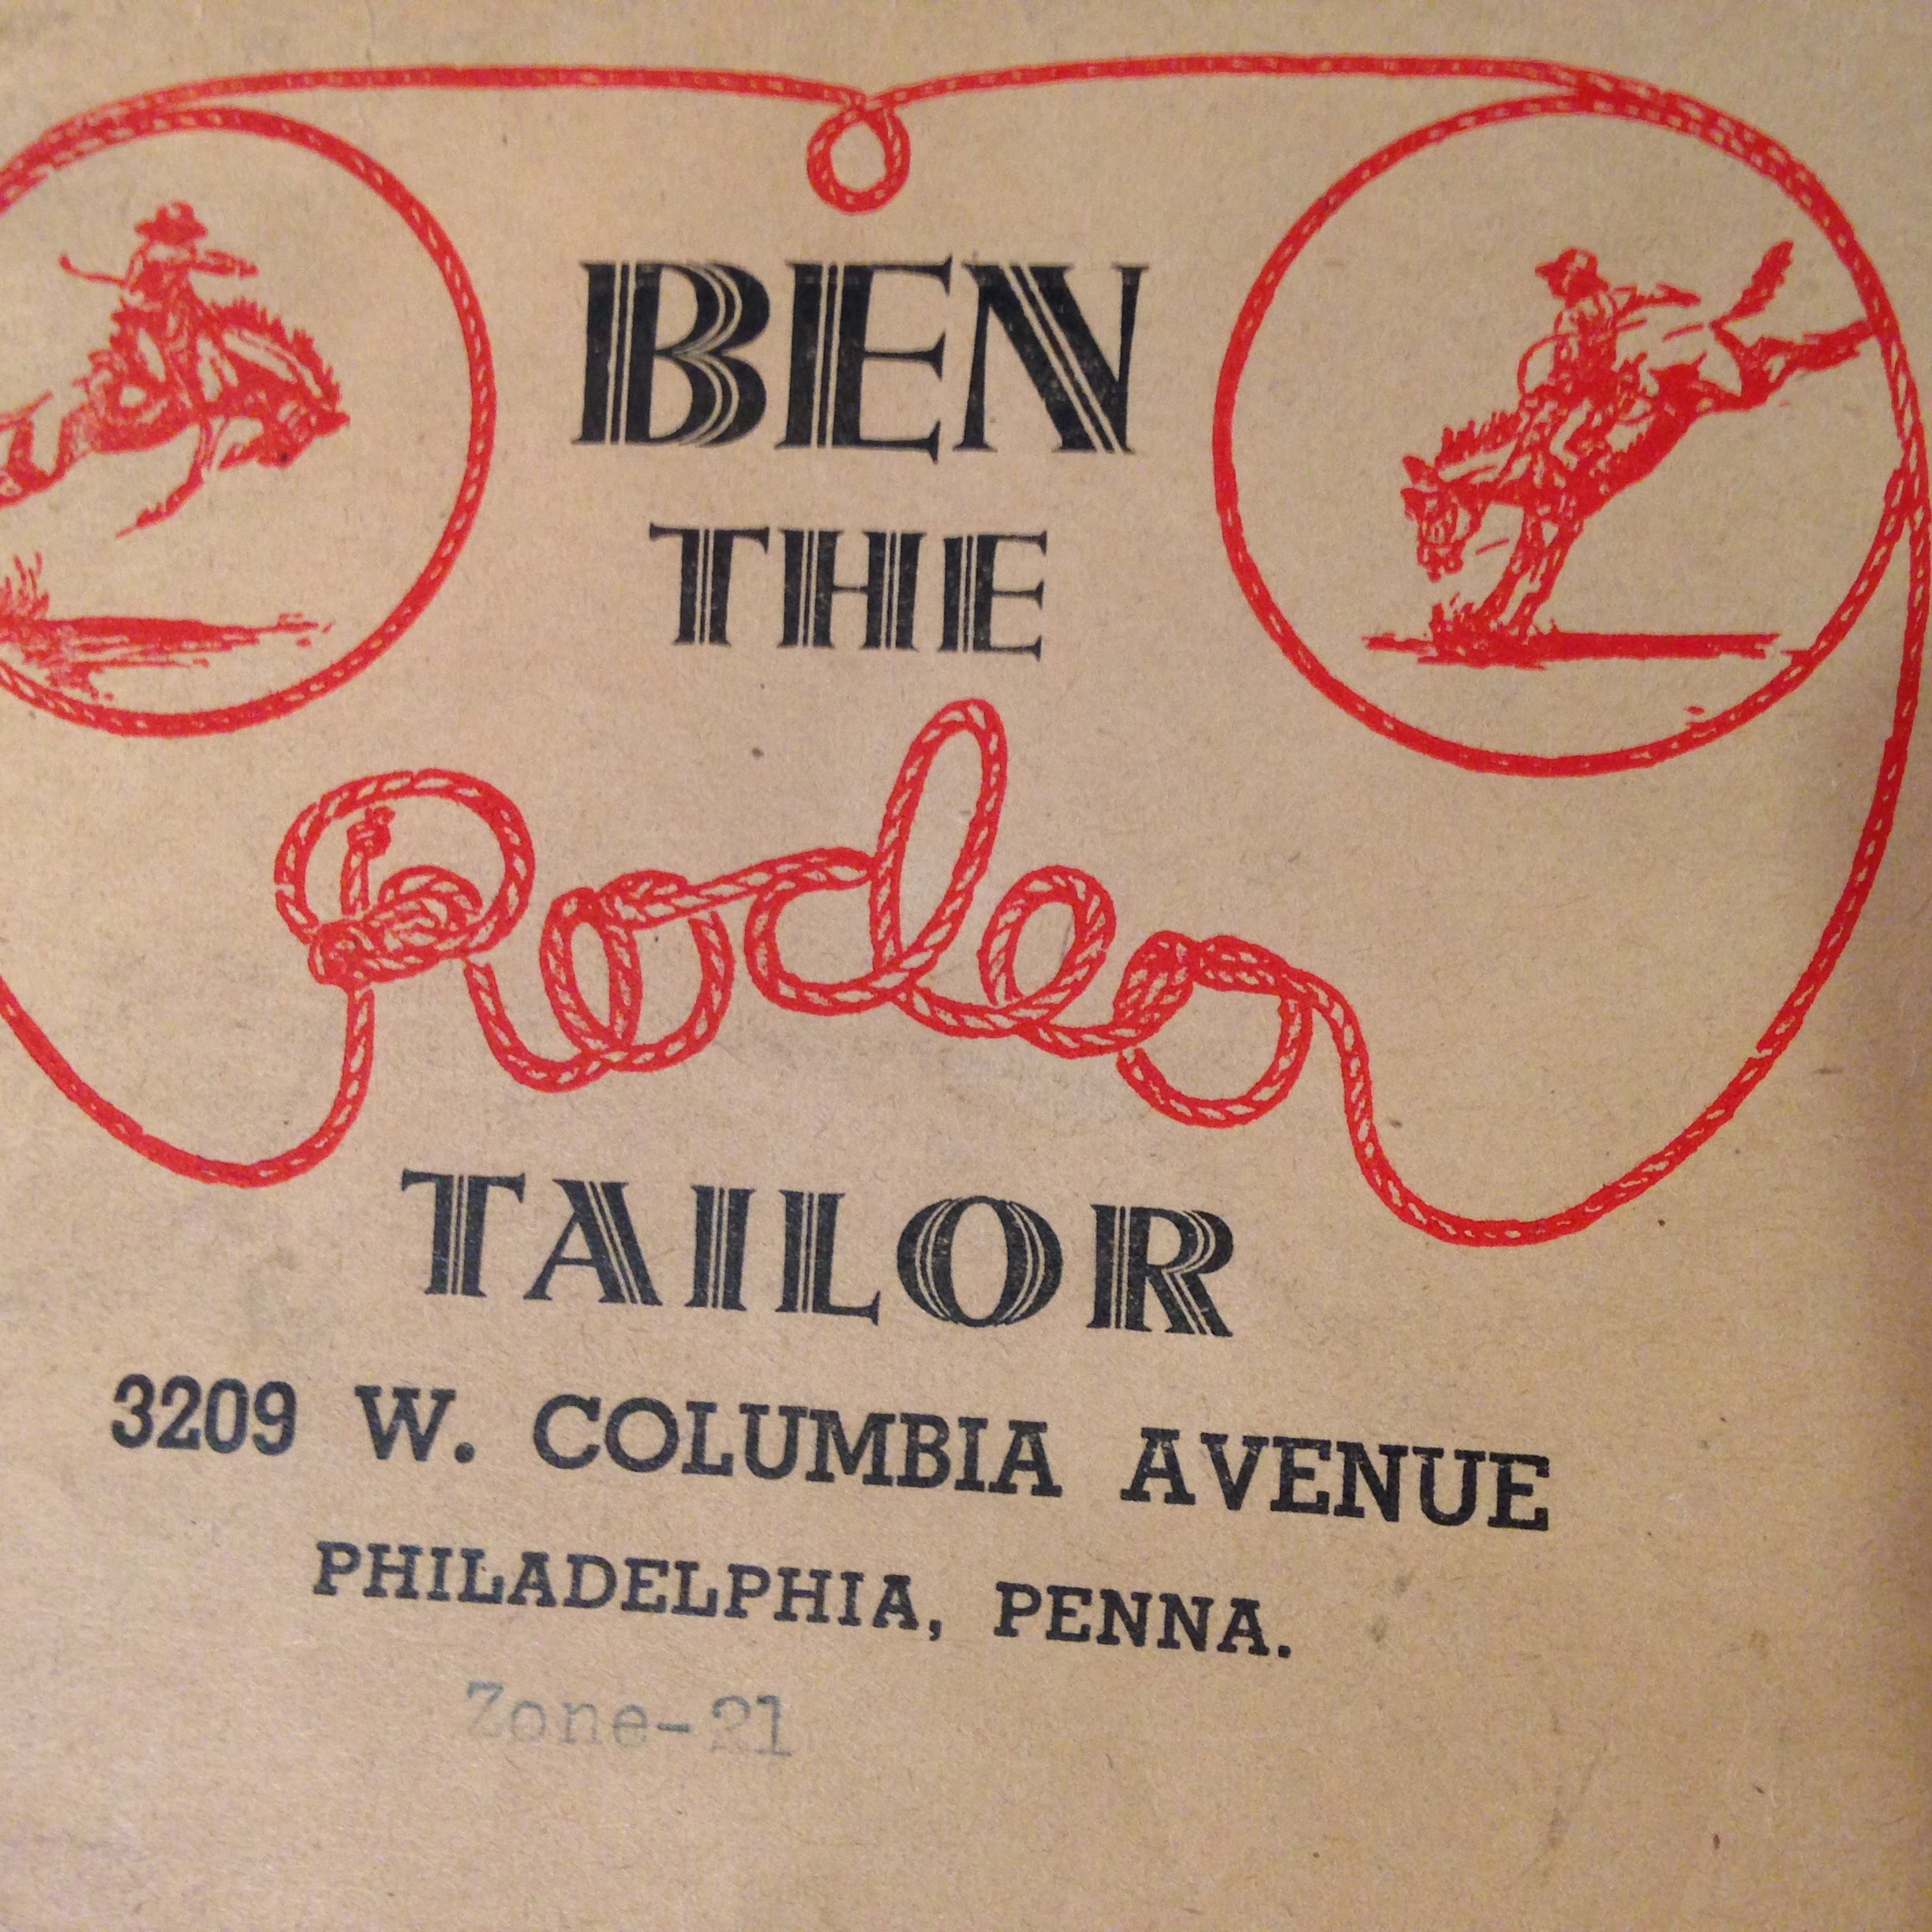 BEN
THE
Rodeo
TAILOR
3209 W. COLUMBIA AVENUE
PHILADELPHIA, PENNA.
Zone-21